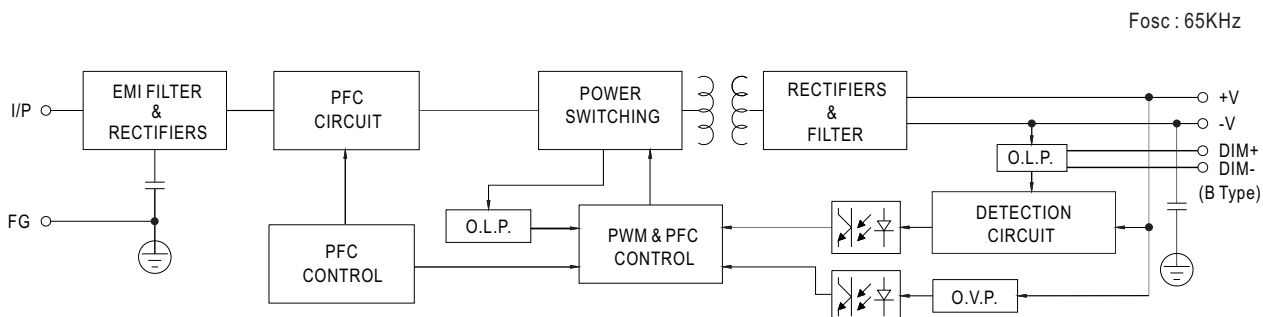 Fosc : 65KHz
I/P
EMI FILTER
&
RECTIFIERS
PFC
CIRCUIT
POWER
SWITCHING
RECTIFIERS
&
FILTER
+V
-V
O.L.P.
DIM+
DIM-
(B Type)
FG
O.L.P.
PFC
CONTROL
PWM & PFC
CONTROL
DETECTION
CIRCUIT
O.V.P.